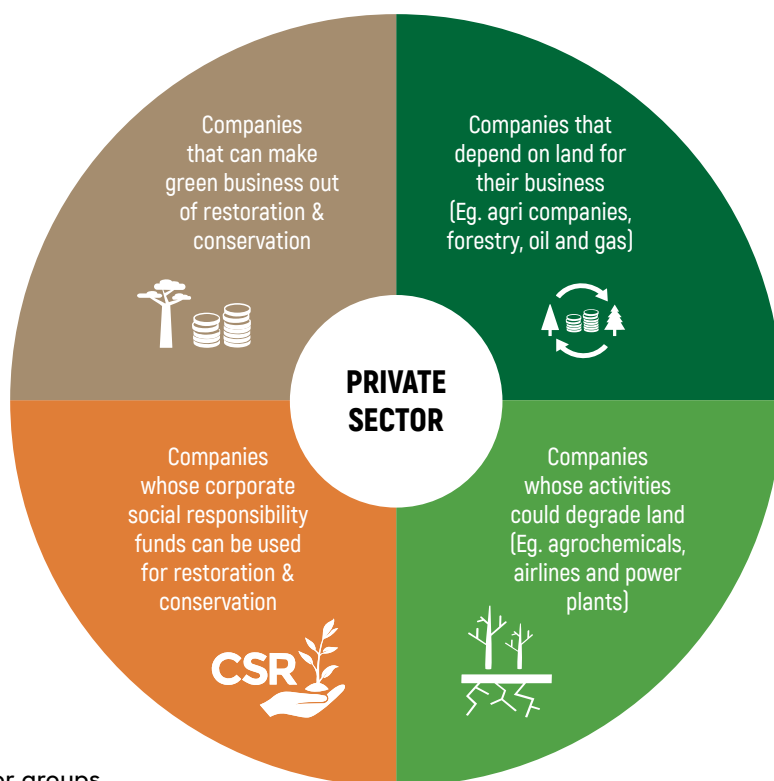 Companies
that can make
green business out
of restoration &
conservation
Companies that
depend on land for
their business
(Eg. agri companies,
forestry, oil and gas)
PRIVATE
SECTOR
Companies
whose corporate
social responsibility
funds can be used
for restoration &
conservation
CSR
Companies
whose activities
could degrade land
(Eg. agrochemicals,
airlines and power
plants)
groups